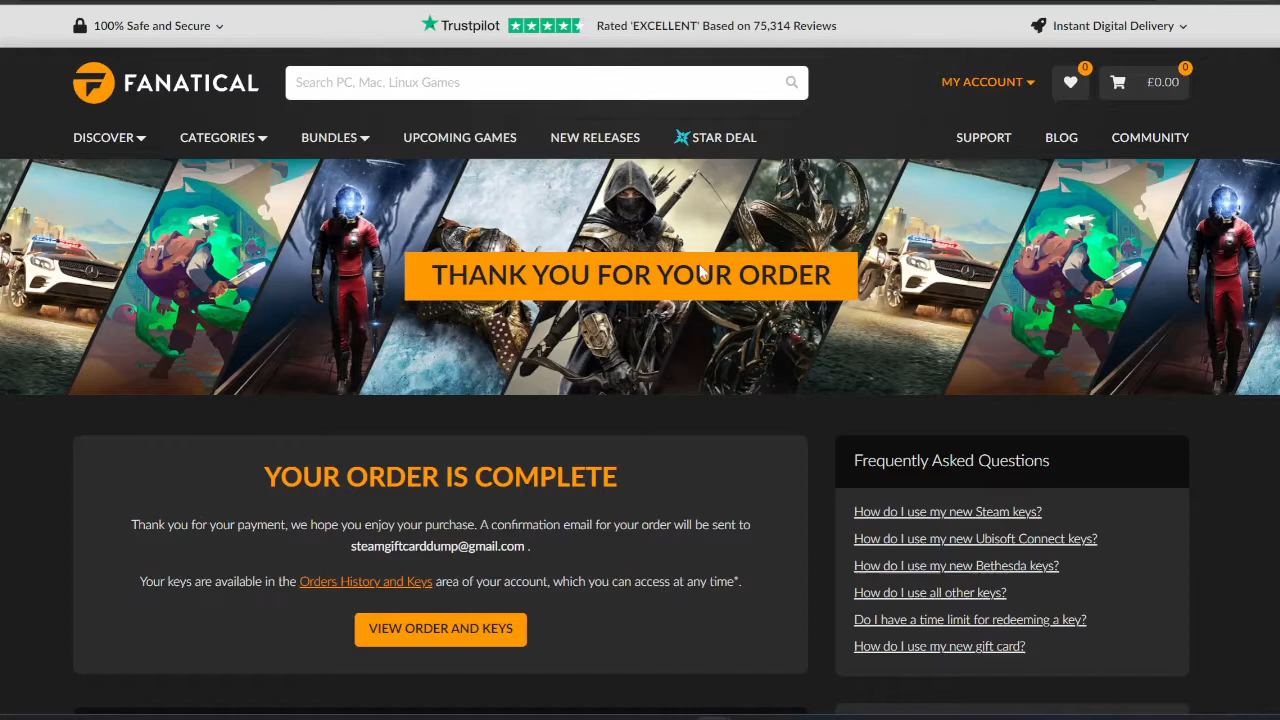 100% Safe and Secure
Trustpilot
Rated 'EXCELLENT' Based on 75,314 Reviews
Instant Digital Delivery
FANATICAL
Search PC, Mac, Linux Games
MY ACCOUNT
0
0
£0.00
DISCOVER
CATEGORIES
BUNDLES
UPCOMING GAMES
NEW RELEASES
STAR DEAL
SUPPORT
BLOG
COMMUNITY
THANK YOU FOR YOUR ORDER
YOUR ORDER IS COMPLETE
Thank you for your payment, we hope you enjoy your purchase. A confirmation email for your order will be sent to
steamgiftcarddump@gmail.com .
Your keys are available in the Orders History and Keys area of your account, which you can access at any time*.
VIEW ORDER AND KEYS
Frequently Asked Questions
How do I use my new Steam keys?
How do I use my new Ubisoft Connect keys?
How do I use my new Bethesda keys?
How do I use all other keys?
Do I have a time limit for redeeming a key?
How do I use my new gift card?